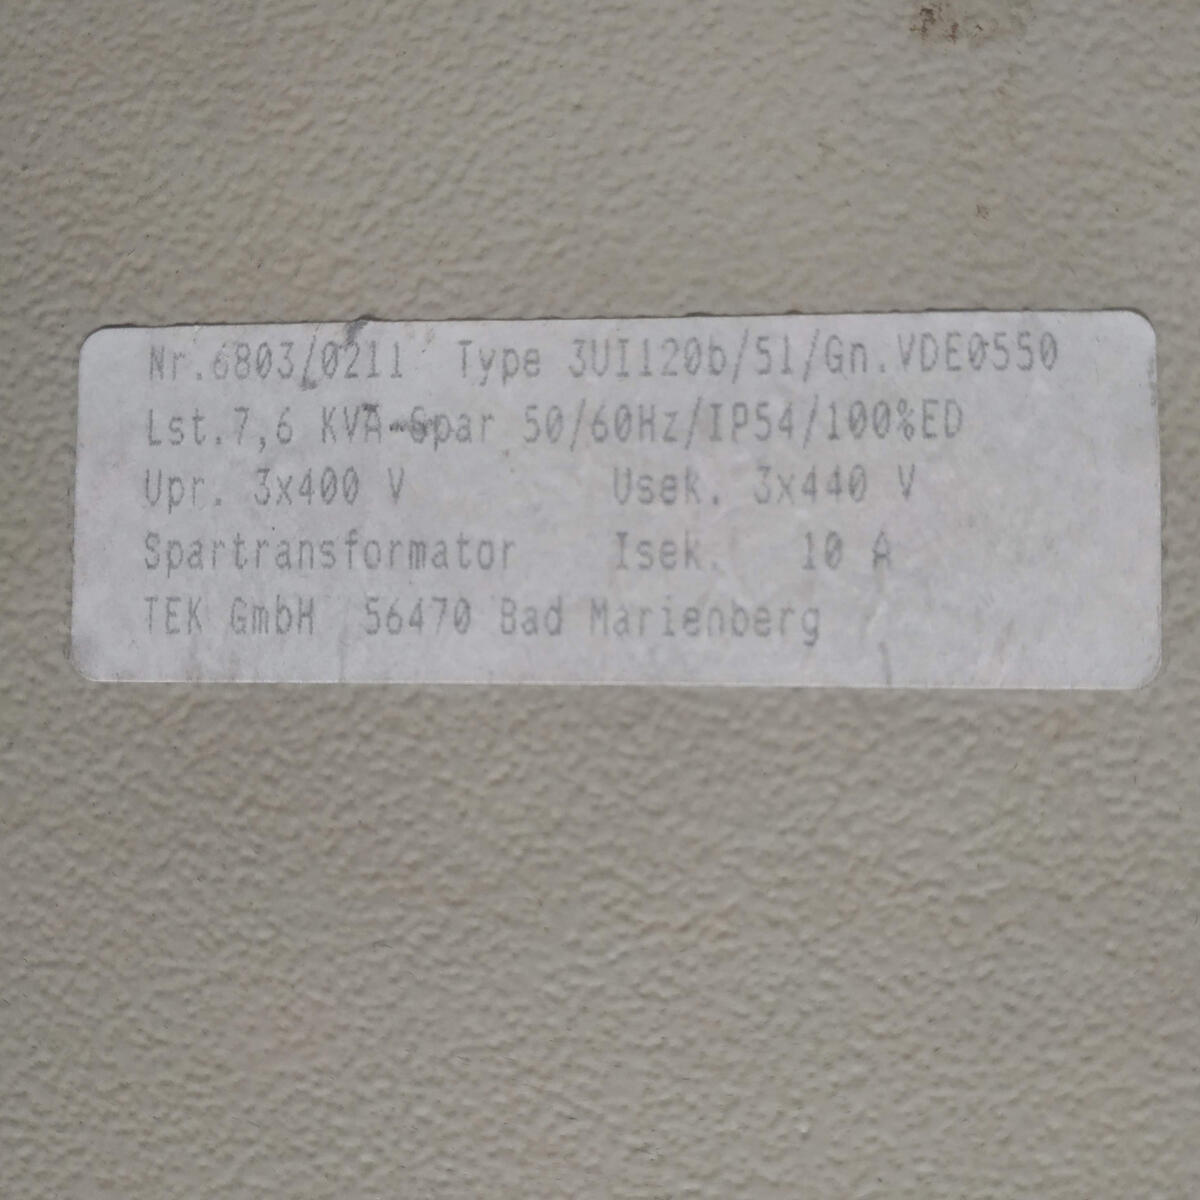 Nr.6803/0211 Type 3UI120b/51/Gn.VDE0550
Lst.7,6 KVA-Spar 50/60Hz/IP54/100%ED
Upr. 3x400 V Usek. 3x440 V
Spartransformator Isek. 10 A
TEK GmbH 56470 Bad Marienberg